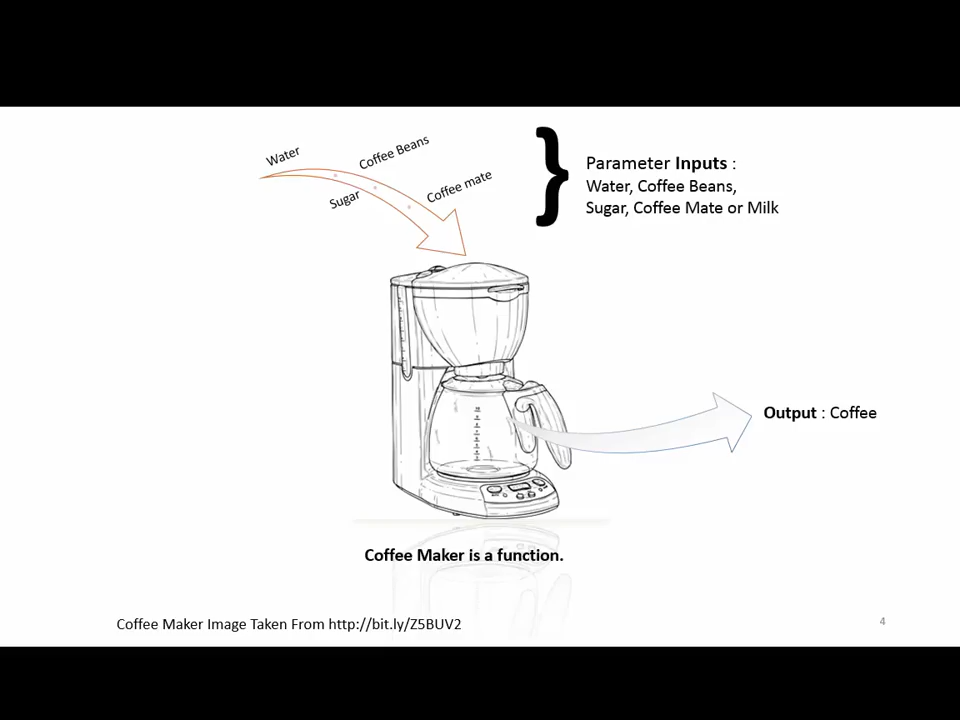 Water
Coffee Beans
Sugar
Coffee mate
}
Parameter Inputs :
Water, Coffee Beans,
Sugar, Coffee Mate or Milk
Output : Coffee
Coffee Maker is a function.
Coffee Maker Image Taken From http://bit.ly/Z5BUV2
4